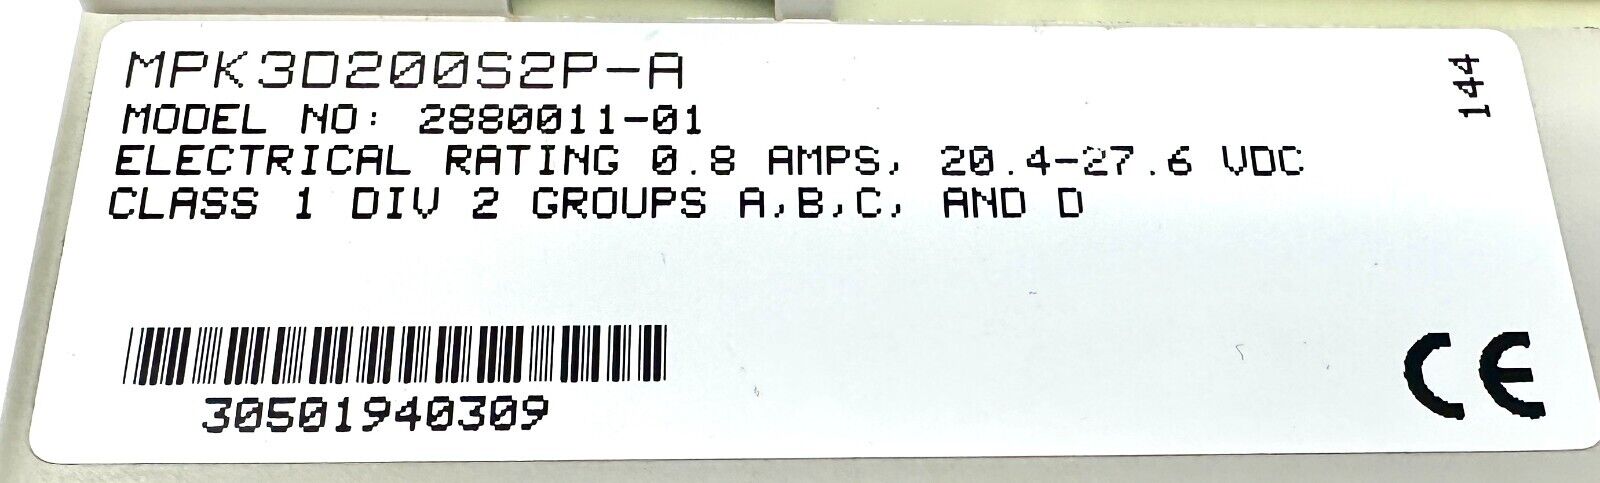 MPK3D200S2P-A
MODEL NO: 2880011-01
ELECTRICAL RATING 0.8 AMPS, 20.4-27.6 VDC
CLASS 1 DIV 2 GROUPS A,B,C, AND D
144
30501940309
CE